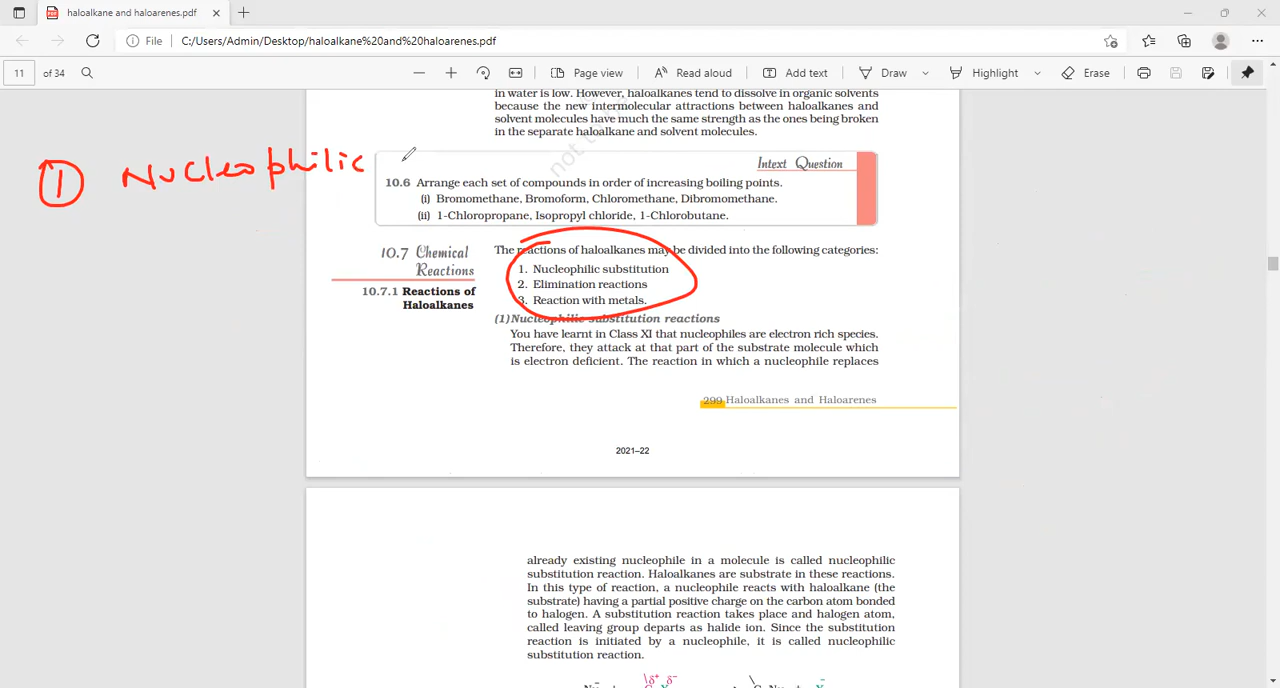 haloalkane and haloarenes.pdf
File C:/Users/Admin/Desktop/haloalkane%20and%20haloarenes.pdf
11 of 34 Page view Read aloud Add text Draw Highlight Erase
in water is low. However, haloalkanes tend to dissolve in organic solvents
because the new intermolecular attractions between haloalkanes and
solvent molecules have much the same strength as the ones being broken
in the separate haloalkane and solvent molecules.
1 Nucleophilic
Intext Question
10.6 Arrange each set of compounds in order of increasing boiling points.
(i) Bromomethane, Bromoform, Chloromethane, Dibromomethane.
(ii) 1-Chloropropane, Isopropyl chloride, 1-Chlorobutane.
10.7 Chemical
Reactions
10.7.1 Reactions of
Haloalkanes
The reactions of haloalkanes may be divided into the following categories:
1. Nucleophilic substitution
2. Elimination reactions
3. Reaction with metals.
(1)Nucleophilic substitution reactions
You have learnt in Class XI that nucleophiles are electron rich species.
Therefore, they attack at that part of the substrate molecule which
is electron deficient. The reaction in which a nucleophile replaces
299 Haloalkanes and Haloarenes
2021–22
already existing nucleophile in a molecule is called nucleophilic
substitution reaction. Haloalkanes are substrate in these reactions.
In this type of reaction, a nucleophile reacts with haloalkane (the
substrate) having a partial positive charge on the carbon atom bonded
to halogen. A substitution reaction takes place and halogen atom,
called leaving group departs as halide ion. Since the substitution
reaction is initiated by a nucleophile, it is called nucleophilic
substitution reaction.